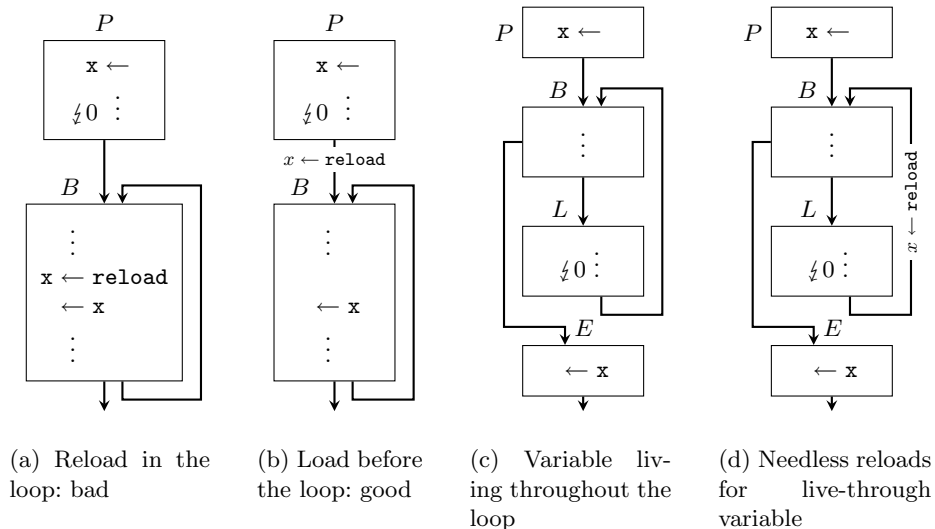 P
x ←
⋮
↯0
B
⋮
x ← reload
← x
⋮
(a) Reload in the
loop: bad
P
x ←
⋮
↯0
x ← reload
B
⋮
← x
⋮
(b) Load before
the loop: good
P
x ←
B
⋮
L
↯0 ⋮
E
← x
(c) Variable liv-
ing throughout the
loop
P
x ←
B
⋮
x ← reload
L
↯0 ⋮
E
← x
(d) Needless reloads
for live-through
variable